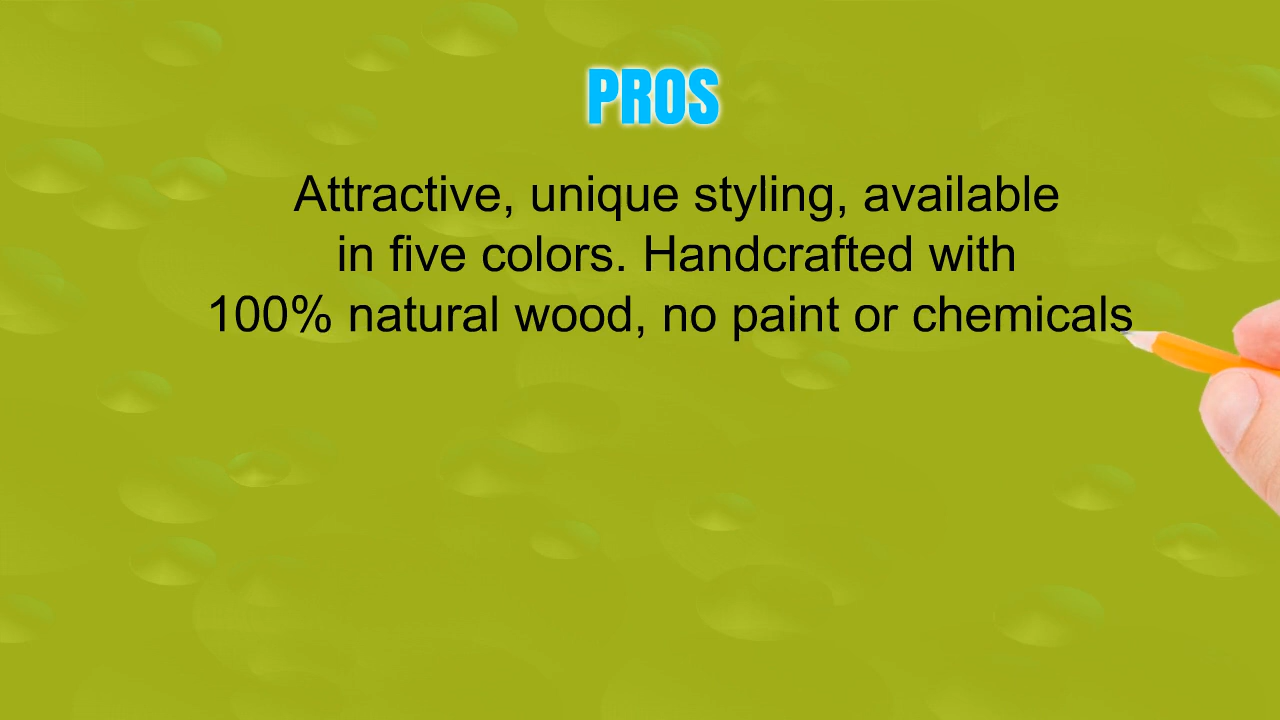 PROS
Attractive, unique styling, available
in five colors. Handcrafted with
100% natural wood, no paint or chemicals